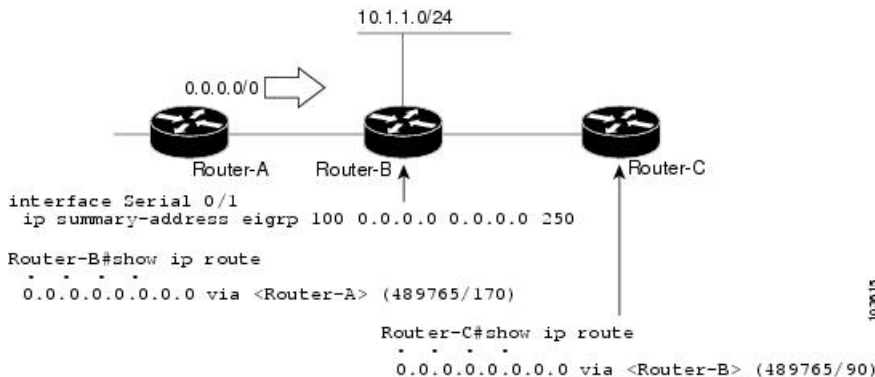 10.1.1.0/24
0.0.0.0/0
Router-A
Router-B
Router-C
interface Serial 0/1
ip summary-address eigrp 100 0.0.0.0 0.0.0.0 250
Router-B#show ip route
. . . .
0.0.0.0.0.0.0.0 via <Router-A> (489765/170)
Router-C#show ip route
. . . .
0.0.0.0.0.0.0.0 via <Router-B> (489765/90)
103615